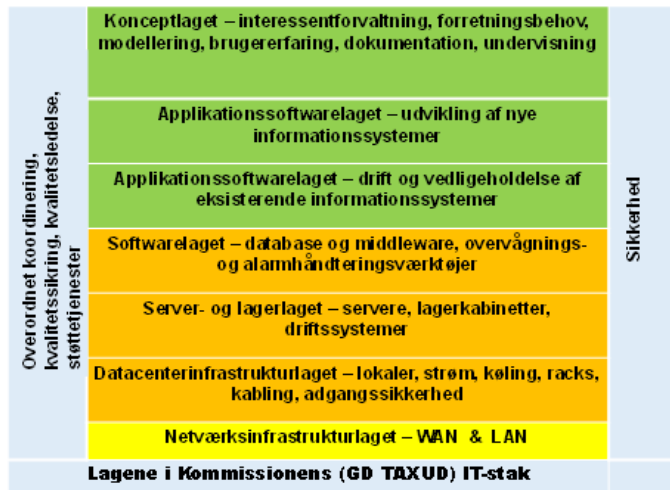 Overordnet koordinering,
kvalitetssikring, kvalitetsledelse,
støttetjenester
Konceptlaget – interessentforvaltning, forretningsbehov,
modellering, brugererfaring, dokumentation, undervisning
Applikationssoftwarelaget – udvikling af nye
informationssystemer
Applikationssoftwarelaget – drift og vedligeholdelse af
eksisterende informationssystemer
Softwarelaget – database og middleware, overvågnings-
og alarmhåndteringsværktøjer
Server- og lagerlaget – servere, lagerkabinetter,
driftssystemer
Datacenterinfrastrukturlaget – lokaler, strøm, køling, racks,
kabling, adgangssikkerhed
Netværksinfrastrukturlaget – WAN & LAN
Sikkerhed
Lagene i Kommissionens (GD TAXUD) IT-stak